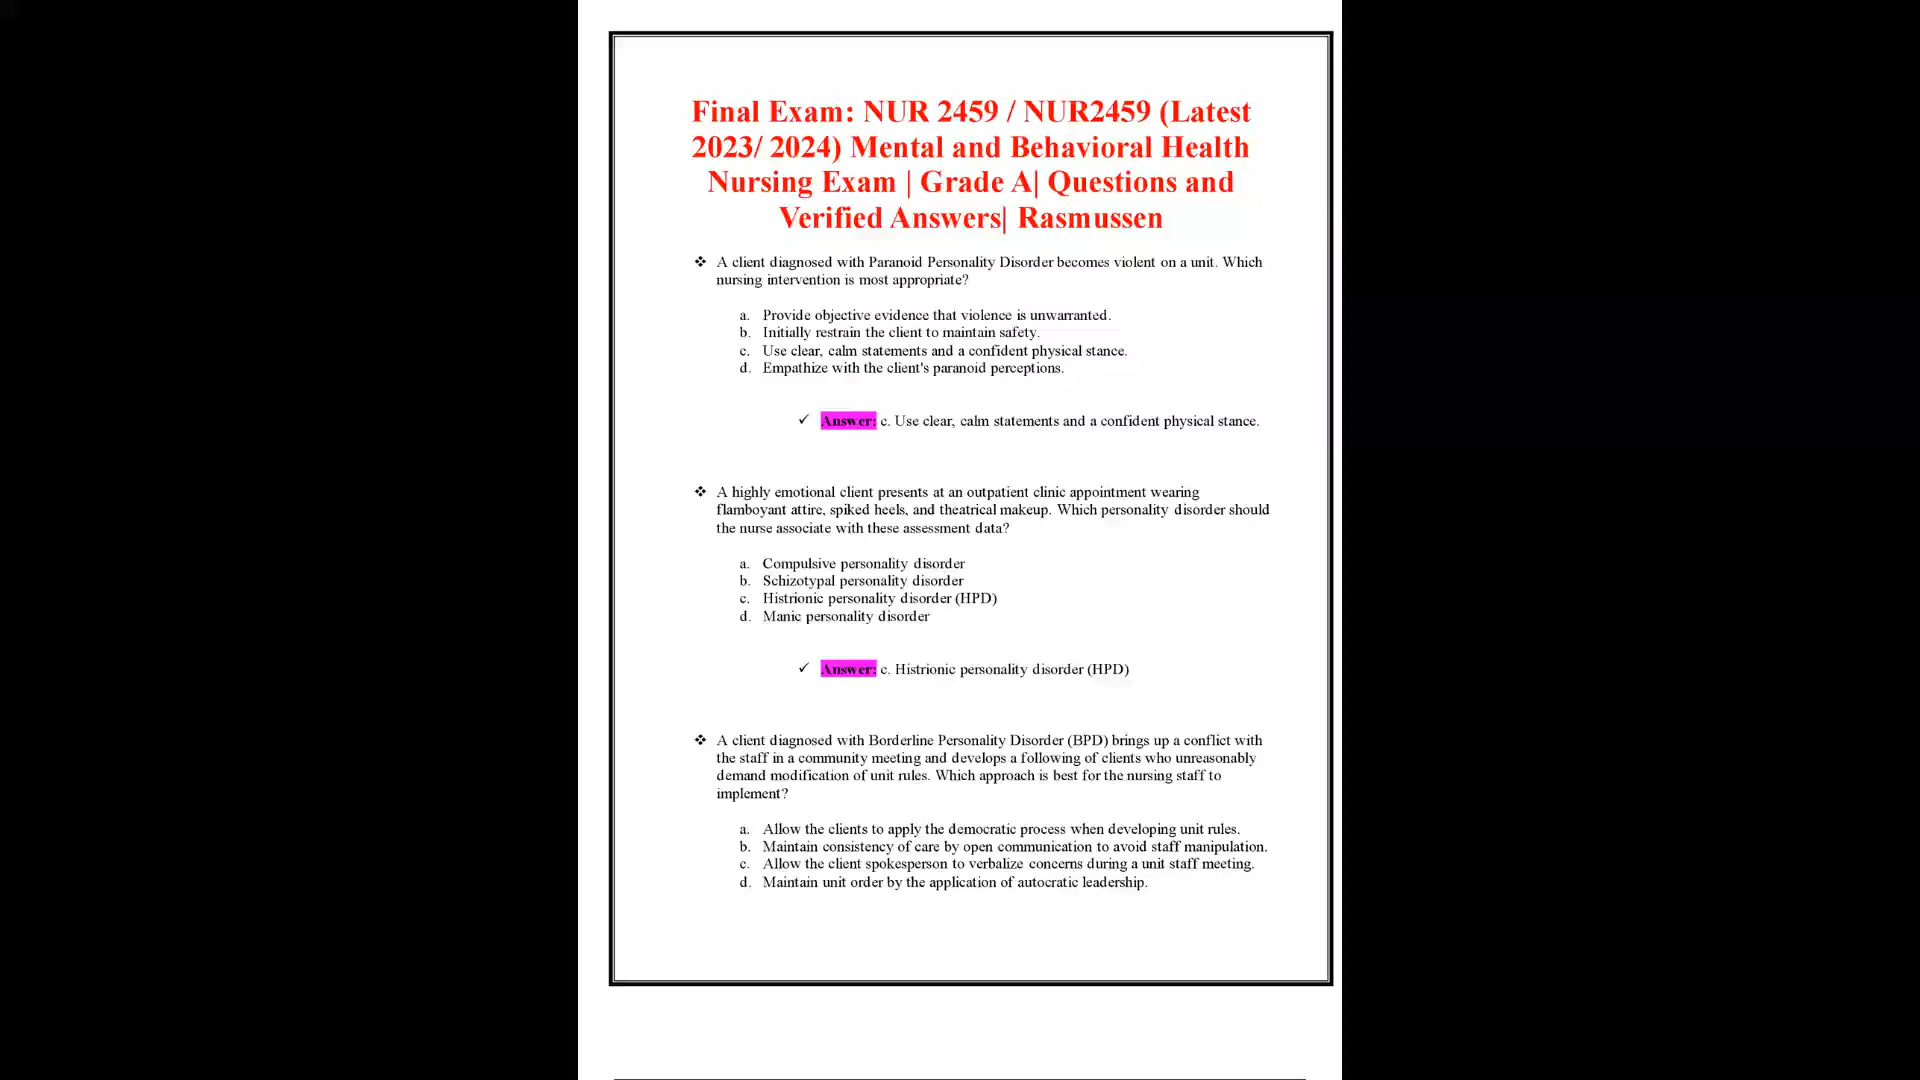 Final Exam: NUR 2459 / NUR2459 (Latest
2023/ 2024) Mental and Behavioral Health
Nursing Exam | Grade A| Questions and
Verified Answers| Rasmussen
❖ A client diagnosed with Paranoid Personality Disorder becomes violent on a unit. Which
nursing intervention is most appropriate?
a. Provide objective evidence that violence is unwarranted.
b. Initially restrain the client to maintain safety.
c. Use clear, calm statements and a confident physical stance.
d. Empathize with the client's paranoid perceptions.
✓ Answer: c. Use clear, calm statements and a confident physical stance.
❖ A highly emotional client presents at an outpatient clinic appointment wearing
flamboyant attire, spiked heels, and theatrical makeup. Which personality disorder should
the nurse associate with these assessment data?
a. Compulsive personality disorder
b. Schizotypal personality disorder
c. Histrionic personality disorder (HPD)
d. Manic personality disorder
✓ Answer: c. Histrionic personality disorder (HPD)
❖ A client diagnosed with Borderline Personality Disorder (BPD) brings up a conflict with
the staff in a community meeting and develops a following of clients who unreasonably
demand modification of unit rules. Which approach is best for the nursing staff to
implement?
a. Allow the clients to apply the democratic process when developing unit rules.
b. Maintain consistency of care by open communication to avoid staff manipulation.
c. Allow the client spokesperson to verbalize concerns during a unit staff meeting.
d. Maintain unit order by the application of autocratic leadership.